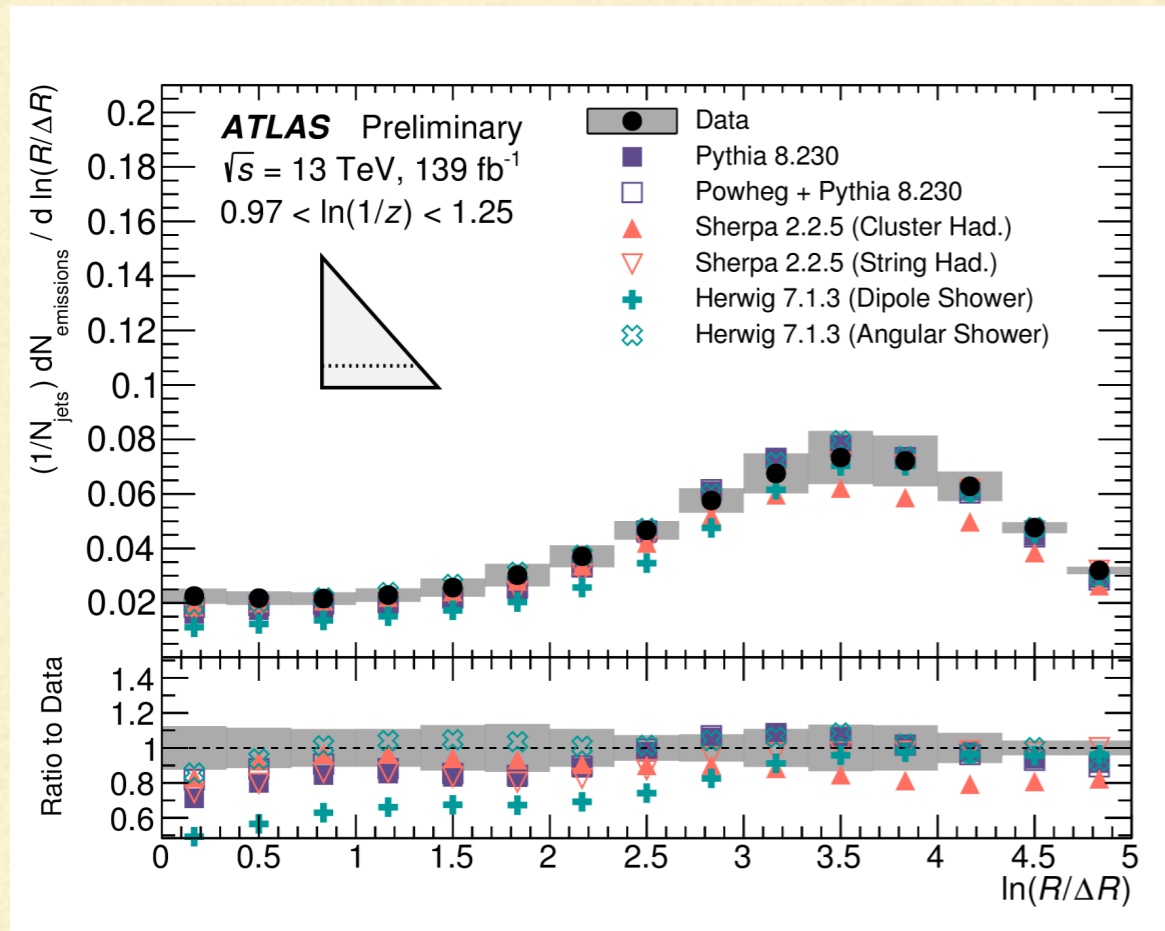 ATLAS Preliminary
√s = 13 TeV, 139 fb⁻¹
0.97 < ln(1/z) < 1.25
Data
Pythia 8.230
Powheg + Pythia 8.230
Sherpa 2.2.5 (Cluster Had.)
Sherpa 2.2.5 (String Had.)
Herwig 7.1.3 (Dipole Shower)
Herwig 7.1.3 (Angular Shower)
(1/N_jets) dN_emissions / d ln(R/ΔR)
0.2
0.18
0.16
0.14
0.12
0.1
0.08
0.06
0.04
0.02
Ratio to Data
1.4
1.2
1
0.8
0.6
0 0.5 1 1.5 2 2.5 3 3.5 4 4.5 5
ln(R/ΔR)